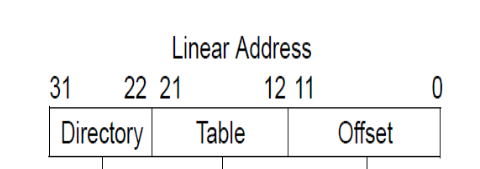 Linear Address
31 22 21 12 11 0
Directory Table Offset